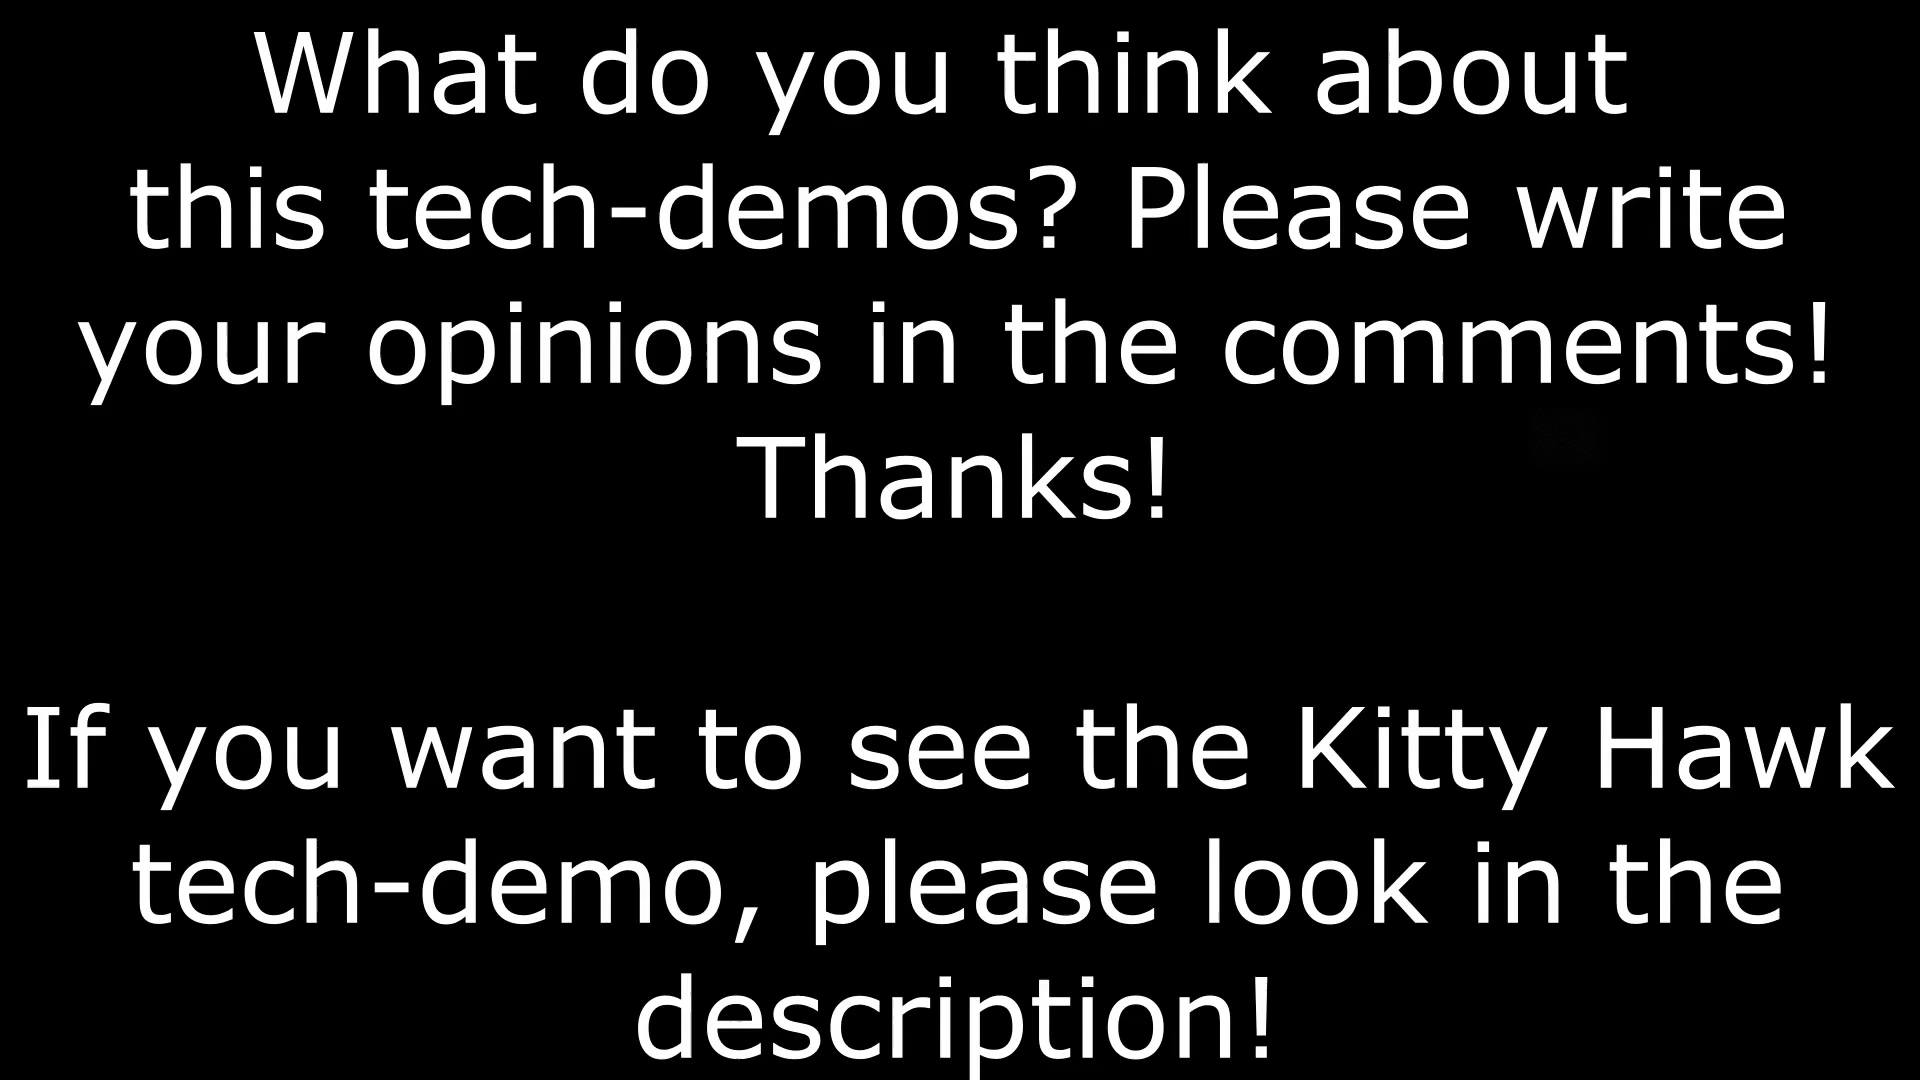 What do you think about
this tech-demos? Please write
your opinions in the comments!
Thanks!
If you want to see the Kitty Hawk
tech-demo, please look in the
description!